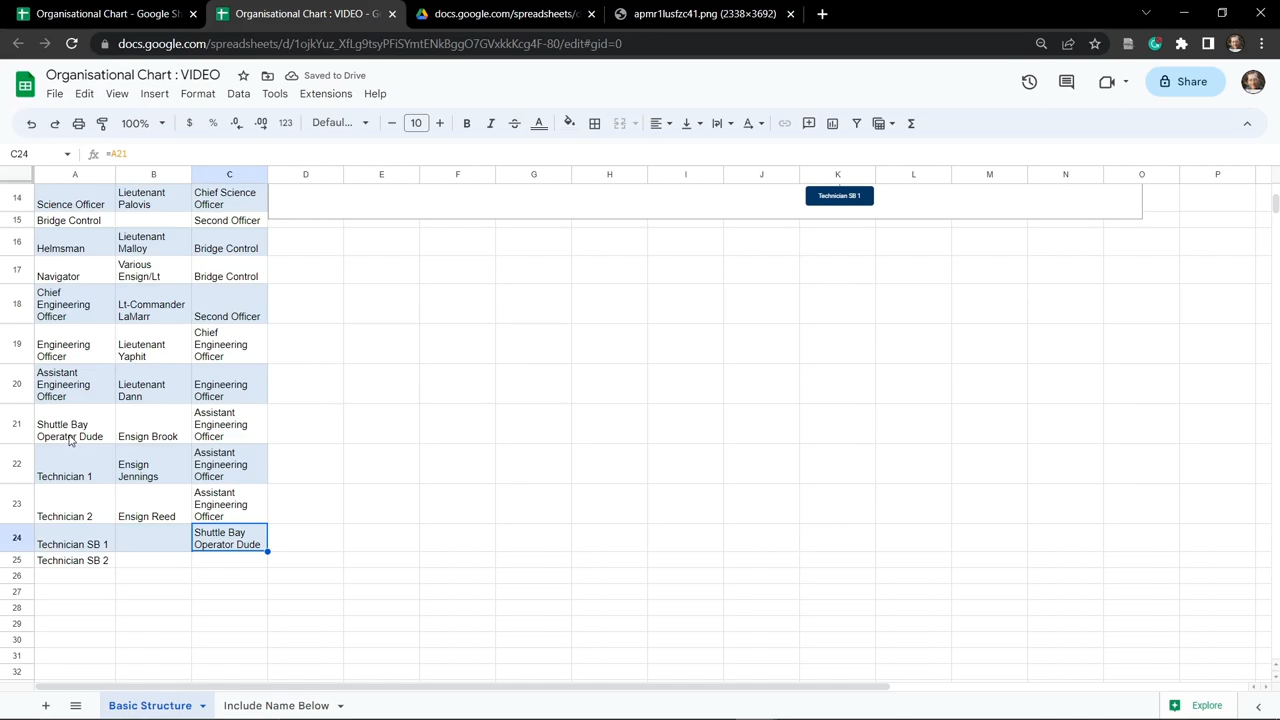 Organisational Chart - Google Sh
Organisational Chart : VIDEO - G
docs.google.com/spreadsheets/c
apmr1lusfzc41.png (2338×3692)
docs.google.com/spreadsheets/d/1ojkYuz_XfLg9tsyPFiSYmtENkBggO7GVxkkKcg4F-80/edit#gid=0
Organisational Chart : VIDEO
Saved to Drive
File Edit View Insert Format Data Tools Extensions Help
Share
100% $ % .0 .00 123 Defaul... 10
C24 =A21
A B C D E F G H I J K L M N O P
14
Science Officer
Lieutenant
Palovis
Chief Science
Officer
Technician SB 1
15
Bridge Control
Second Officer
16
Helmsman
Lieutenant
Malloy
Bridge Control
17
Navigator
Various
Ensign/Lt
Bridge Control
18
Chief
Engineering
Officer
Lt-Commander
LaMarr
Second Officer
19
Engineering
Officer
Lieutenant
Yaphit
Chief
Engineering
Officer
20
Assistant
Engineering
Officer
Lieutenant
Dann
Engineering
Officer
21
Shuttle Bay
Operator Dude
Ensign Brook
Assistant
Engineering
Officer
22
Technician 1
Ensign
Jennings
Assistant
Engineering
Officer
23
Technician 2
Ensign Reed
Assistant
Engineering
Officer
24
Technician SB 1
Shuttle Bay
Operator Dude
25
Technician SB 2
26
27
28
29
30
31
32
Basic Structure
Include Name Below
Explore